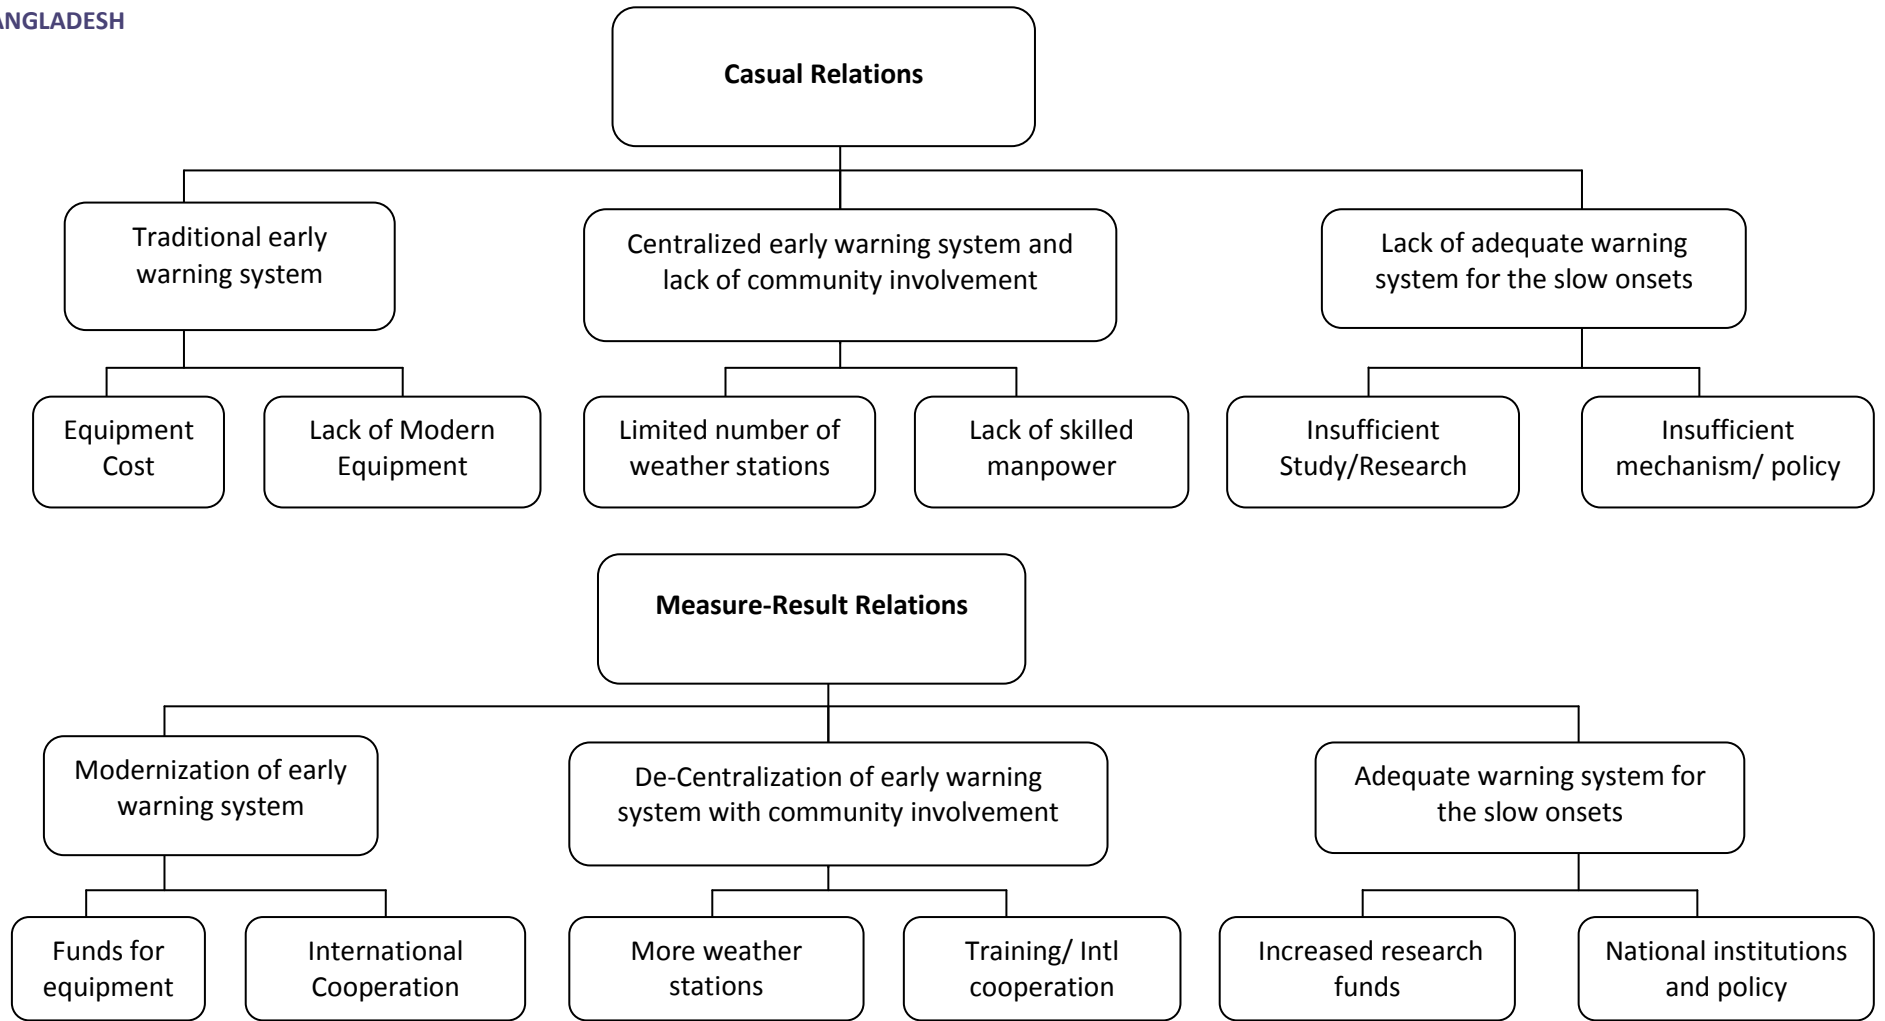 ANGLADESH
Casual Relations
Traditional early
warning system
Centralized early warning system and
lack of community involvement
Lack of adequate warning
system for the slow onsets
Equipment
Cost
Lack of Modern
Equipment
Limited number of
weather stations
Lack of skilled
manpower
Insufficient
Study/Research
Insufficient
mechanism/ policy
Measure-Result Relations
Modernization of early
warning system
De-Centralization of early warning
system with community involvement
Adequate warning system for
the slow onsets
Funds for
equipment
International
Cooperation
More weather
stations
Training/ Intl
cooperation
Increased research
funds
National institutions
and policy